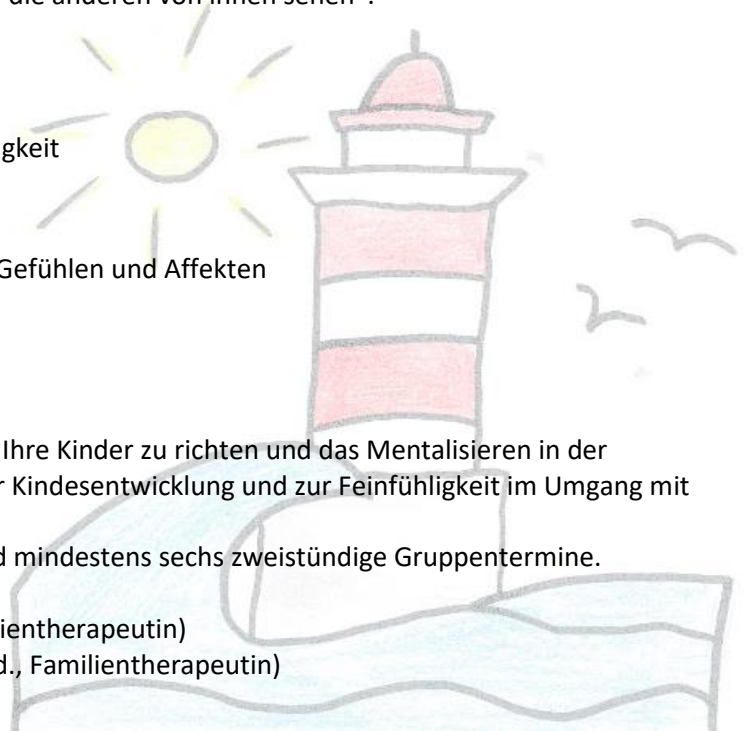 die anderen von Ihnen sehen“.
gkeit
Gefühlen und Affekten
Ihre Kinder zu richten und das Mentalisieren in der
r Kindesentwicklung und zur Feinfühligkeit im Umgang mit
d mindestens sechs zweistündige Gruppentermine.
ientherapeutin)
d., Familientherapeutin)